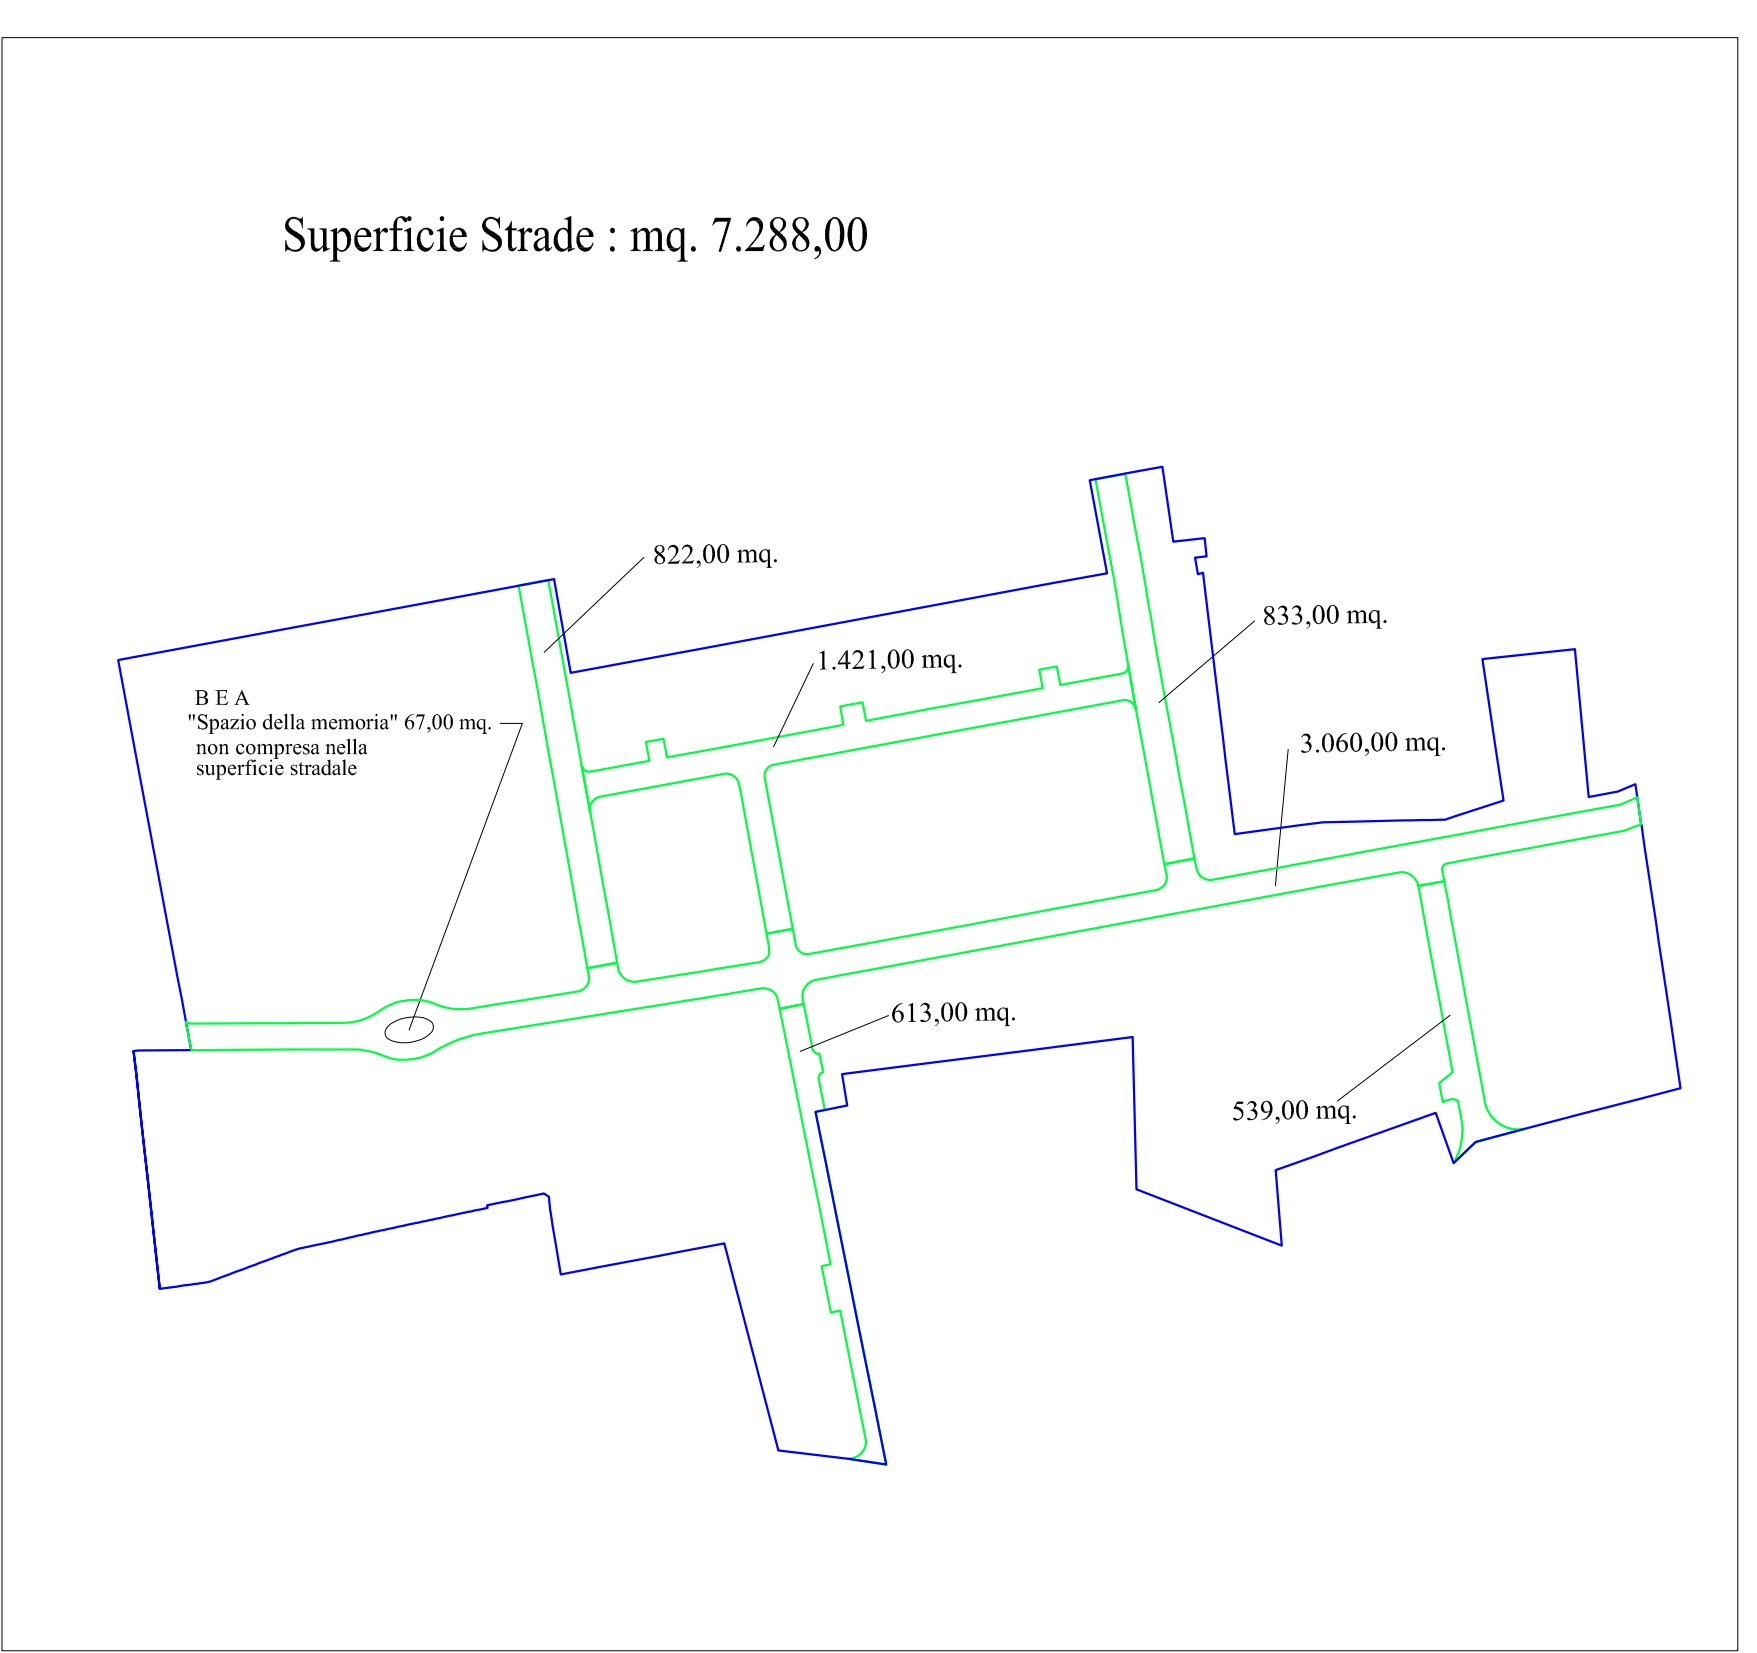 Superficie Strade : mq. 7.288,00
822,00 mq.
833,00 mq.
1.421,00 mq.
B E A
"Spazio della memoria" 67,00 mq.
non compresa nella
superficie stradale
3.060,00 mq.
613,00 mq.
539,00 mq.